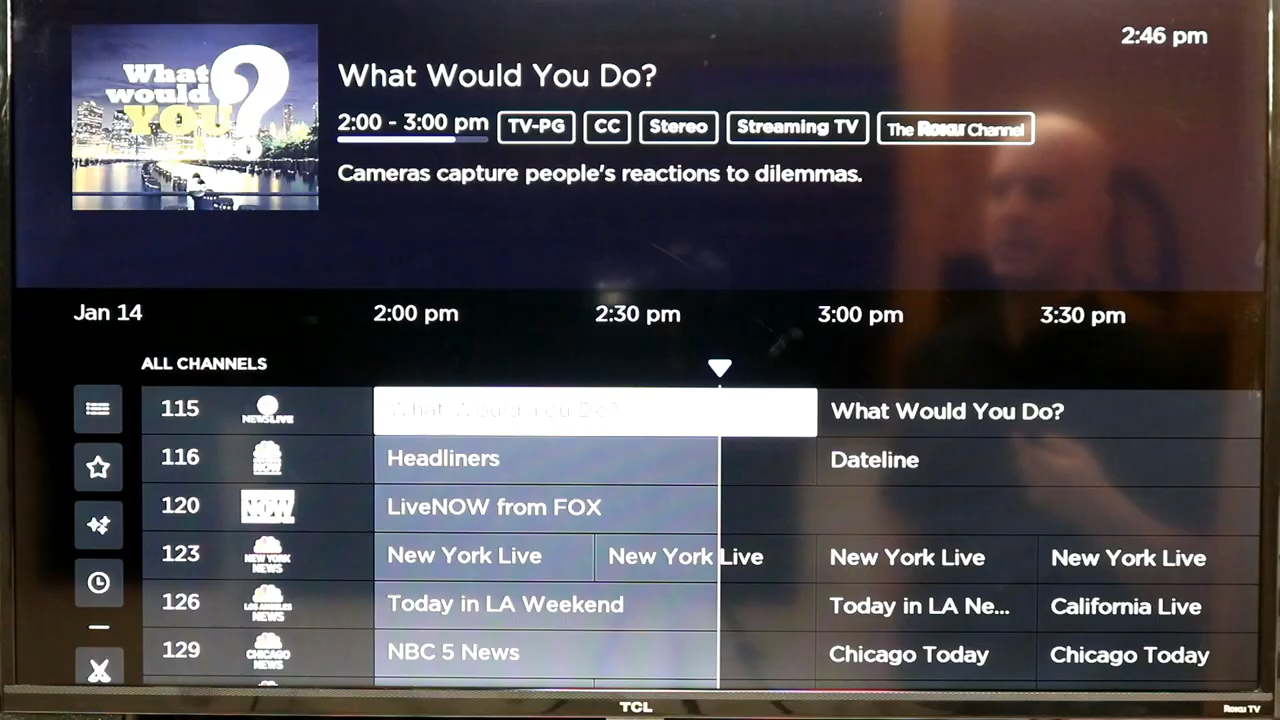 2:46 pm
What
would
YOU
?
DO
What Would You Do?
2:00 - 3:00 pm TV-PG CC Stereo Streaming TV The Roku Channel
Cameras capture people's reactions to dilemmas.
Jan 14 2:00 pm 2:30 pm 3:00 pm 3:30 pm
ALL CHANNELS
115 NEWS LIVE What Would You Do? What Would You Do?
116 NOW Headliners Dateline
120 NOW LiveNOW from FOX
123 NEW YORK NEWS New York Live New York Live New York Live New York Live
126 LOS ANGELES NEWS Today in LA Weekend Today in LA Ne... California Live
129 CHICAGO NEWS NBC 5 News Chicago Today Chicago Today
TCL
Roku TV